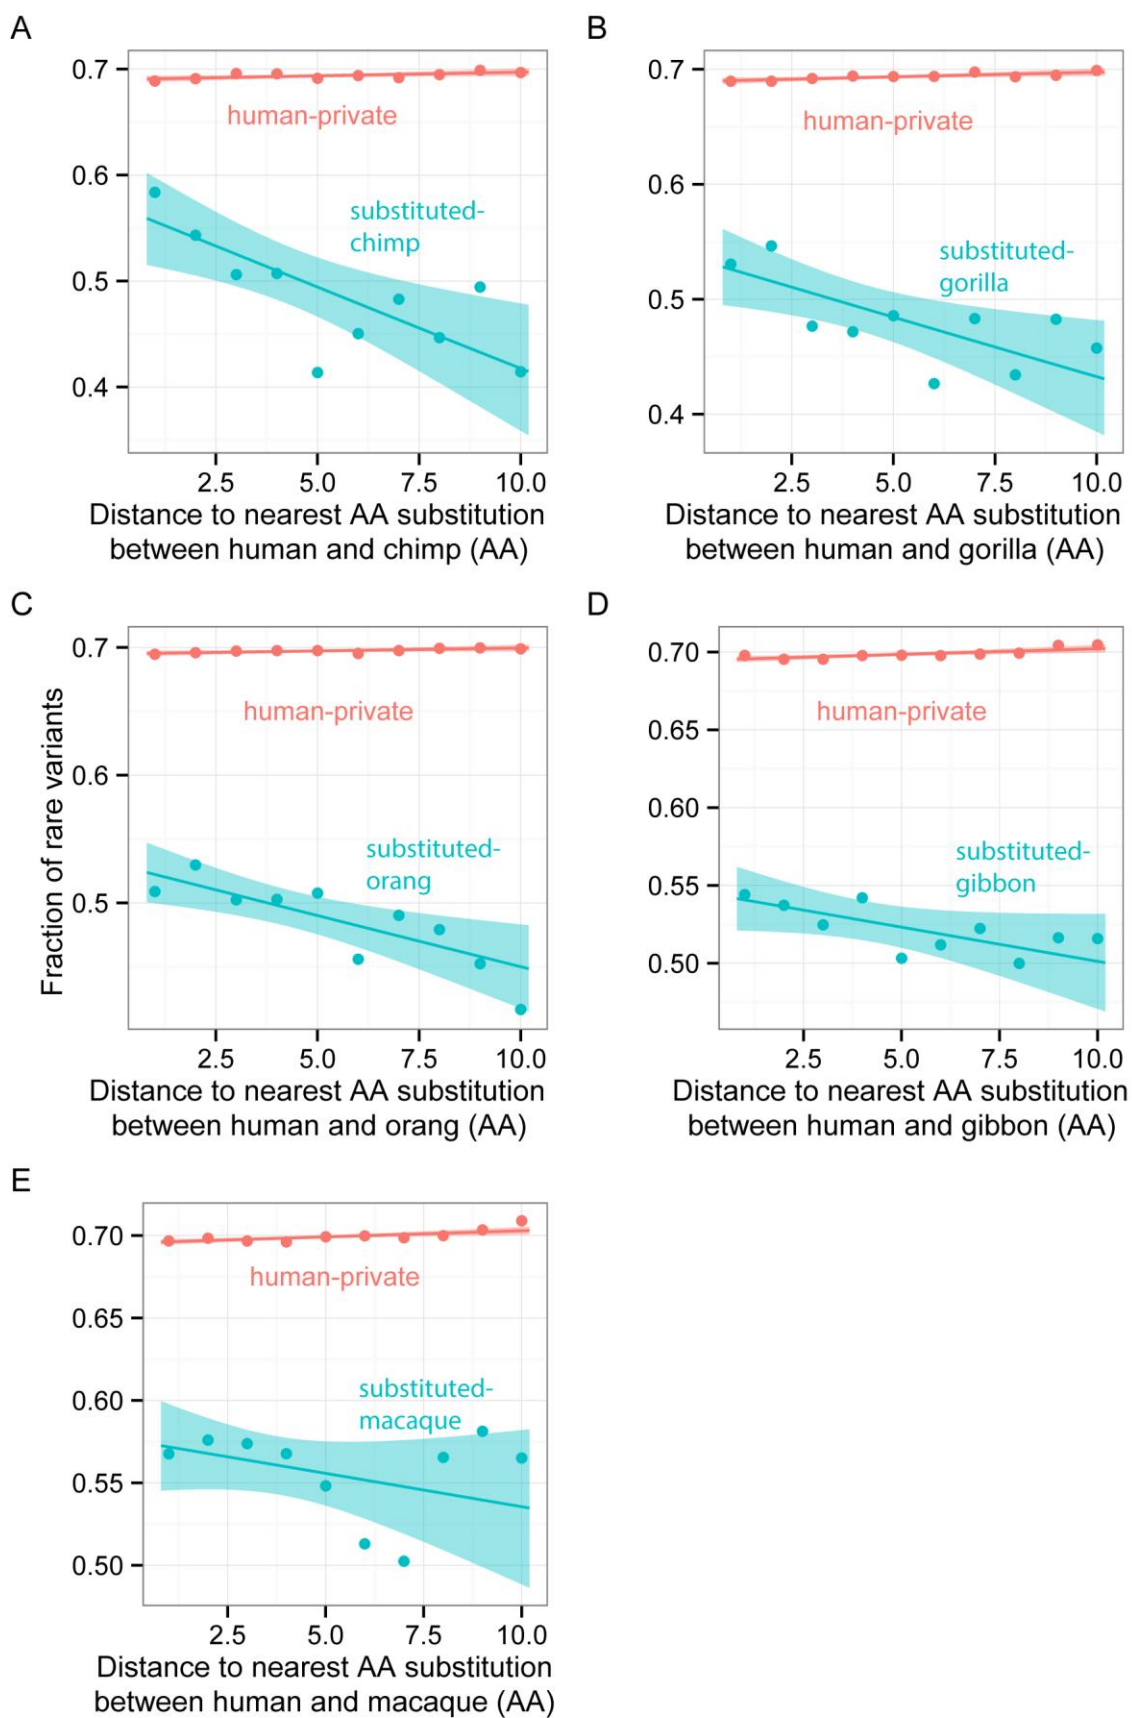 A
0.7
0.6
0.5
0.4
human-private
substituted-
chimp
2.5 5.0 7.5 10.0
Distance to nearest AA substitution
between human and chimp (AA)
B
0.7
0.6
0.5
0.4
human-private
substituted-
gorilla
2.5 5.0 7.5 10.0
Distance to nearest AA substitution
between human and gorilla (AA)
Fraction of rare variants
C
0.7
0.6
0.5
human-private
substituted-
orang
2.5 5.0 7.5 10.0
Distance to nearest AA substitution
between human and orang (AA)
D
0.70
0.65
0.60
0.55
0.50
human-private
substituted-
gibbon
2.5 5.0 7.5 10.0
Distance to nearest AA substitution
between human and gibbon (AA)
E
0.70
0.65
0.60
0.55
0.50
human-private
substituted-
macaque
2.5 5.0 7.5 10.0
Distance to nearest AA substitution
between human and macaque (AA)